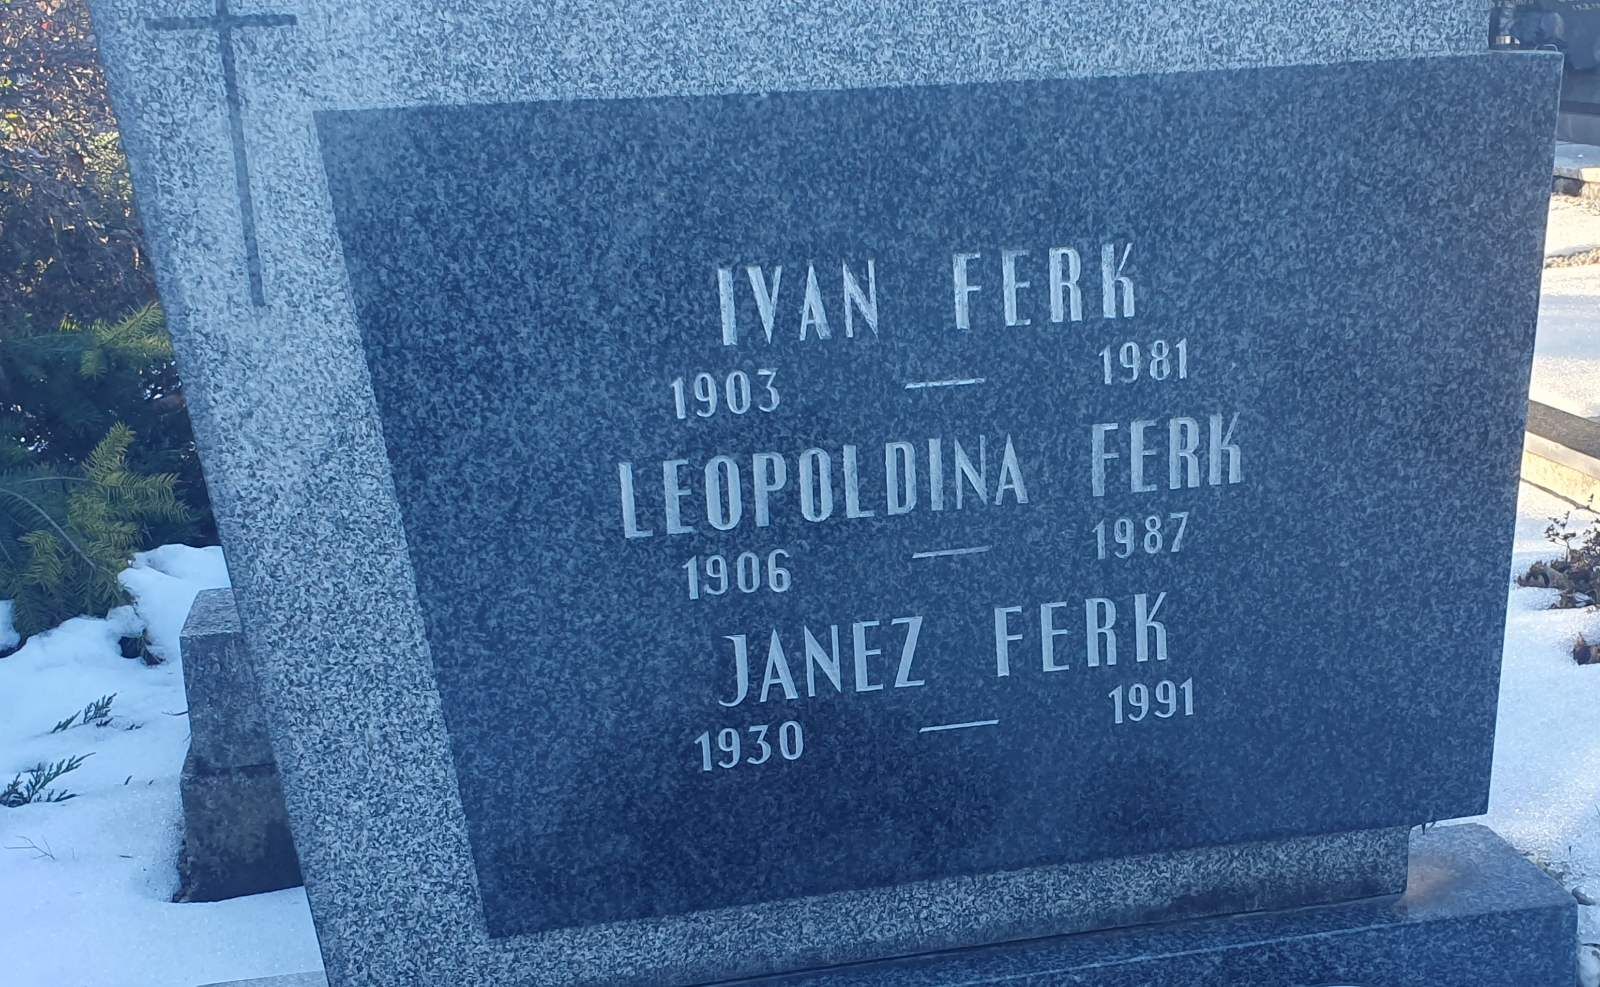 IVAN FERK
1903 — 1981
LEOPOLDINA FERK
1906 — 1987
JANEZ FERK
1930 — 1991